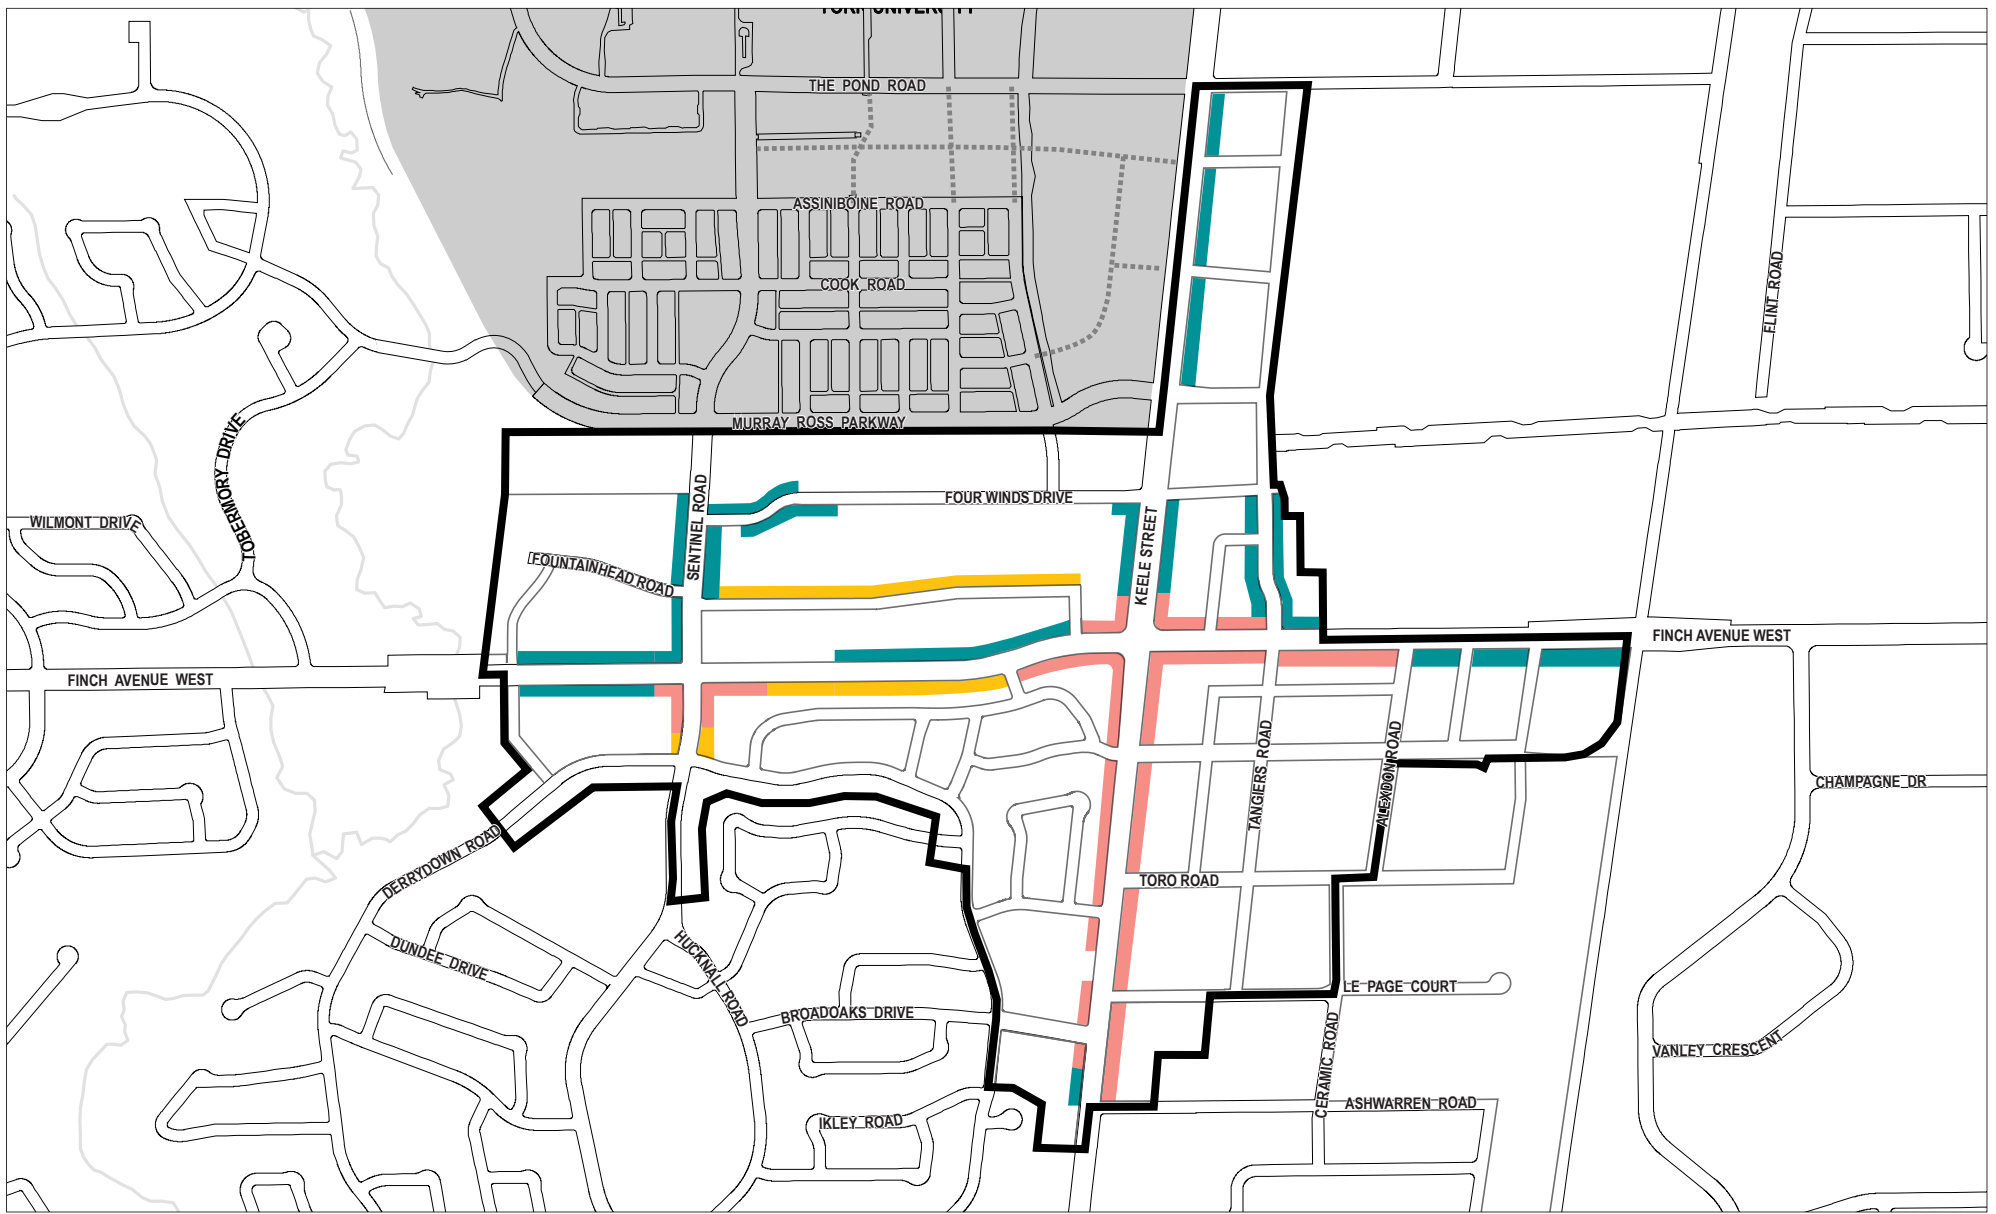 YORK UNIVERSITY
THE POND ROAD
ASSINIBOINE ROAD
COOK ROAD
FLINT ROAD
MURRAY ROSS PARKWAY
TOBERMORY DRIVE
SENTINEL ROAD
FOUR WINDS DRIVE
WILMONT DRIVE
KEELE STREET
FOUNTAINHEAD ROAD
FINCH AVENUE WEST
FINCH AVENUE WEST
TANGIERS ROAD
ALEXDON ROAD
CHAMPAGNE DR
DERRYDOWN ROAD
TORO ROAD
DUNDEE DRIVE
HUCKNALL ROAD
LE PAGE COURT
BROADOAKS DRIVE
CERAMIC ROAD
VANLEY CRESCENT
ASHWARREN ROAD
IKLEY ROAD